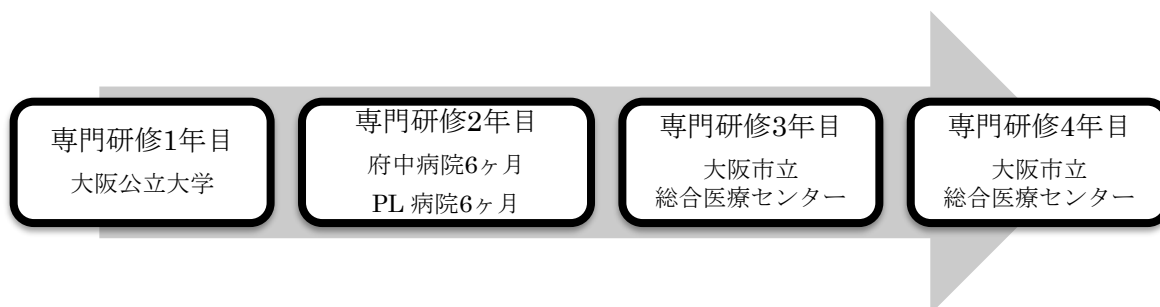 専門研修1年目
大阪公立大学
専門研修2年目
府中病院6ヶ月
PL 病院6ヶ月
専門研修3年目
大阪市立
総合医療センター
専門研修4年目
大阪市立
総合医療センター